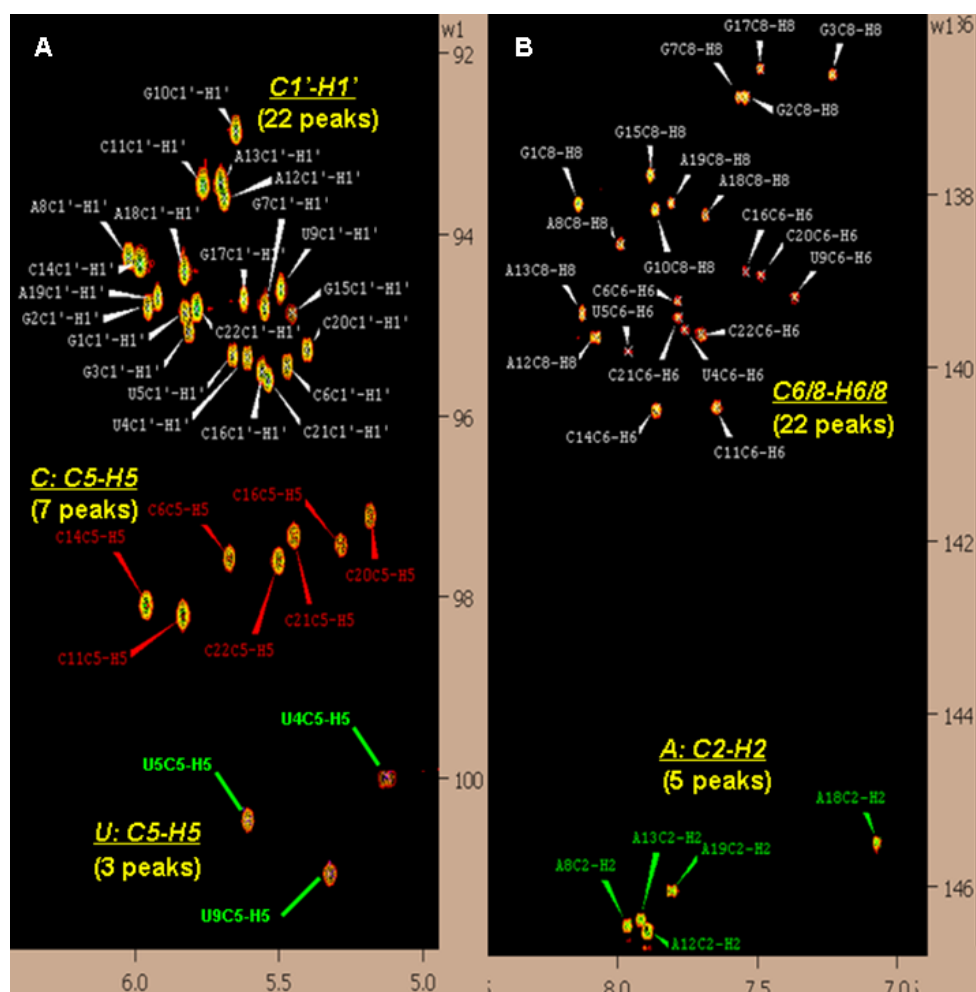 A
w1
92
C1'-H1'
(22 peaks)
G10C1'-H1'
C11C1'-H1'
A13C1'-H1'
A12C1'-H1'
G7C1'-H1'
A8C1'-H1'
A18C1'-H1'
94
U9C1'-H1'
G17C1'-H1'
C14C1'-H1'
G15C1'-H1'
A19C1'-H1'
G2C1'-H1'
C20C1'-H1'
G1C1'-H1'
C22C1'-H1'
G3C1'-H1'
U5C1'-H1'
C6C1'-H1'
U4C1'-H1'
96
C16C1'-H1'
C21C1'-H1'
C: C5-H5
(7 peaks)
C16C5-H5
C6C5-H5
C14C5-H5
C20C5-H5
98
C21C5-H5
C11C5-H5
C22C5-H5
U4C5-H5
U5C5-H5
100
U: C5-H5
(3 peaks)
U9C5-H5
6.0
5.5
5.0
B
w1
136
G17C8-H8
G3C8-H8
G7C8-H8
G2C8-H8
G15C8-H8
A19C8-H8
G1C8-H8
A18C8-H8
138
C16C6-H6
A8C8-H8
C20C6-H6
U9C6-H6
G10C8-H8
A13C8-H8
C6C6-H6
U5C6-H6
C22C6-H6
A12C8-H8
C21C6-H6
U4C6-H6
140
C6/8-H6/8
(22 peaks)
C14C6-H6
C11C6-H6
142
144
A: C2-H2
(5 peaks)
A18C2-H2
A13C2-H2
A19C2-H2
A8C2-H2
146
A12C2-H2
8.0
7.5
7.0